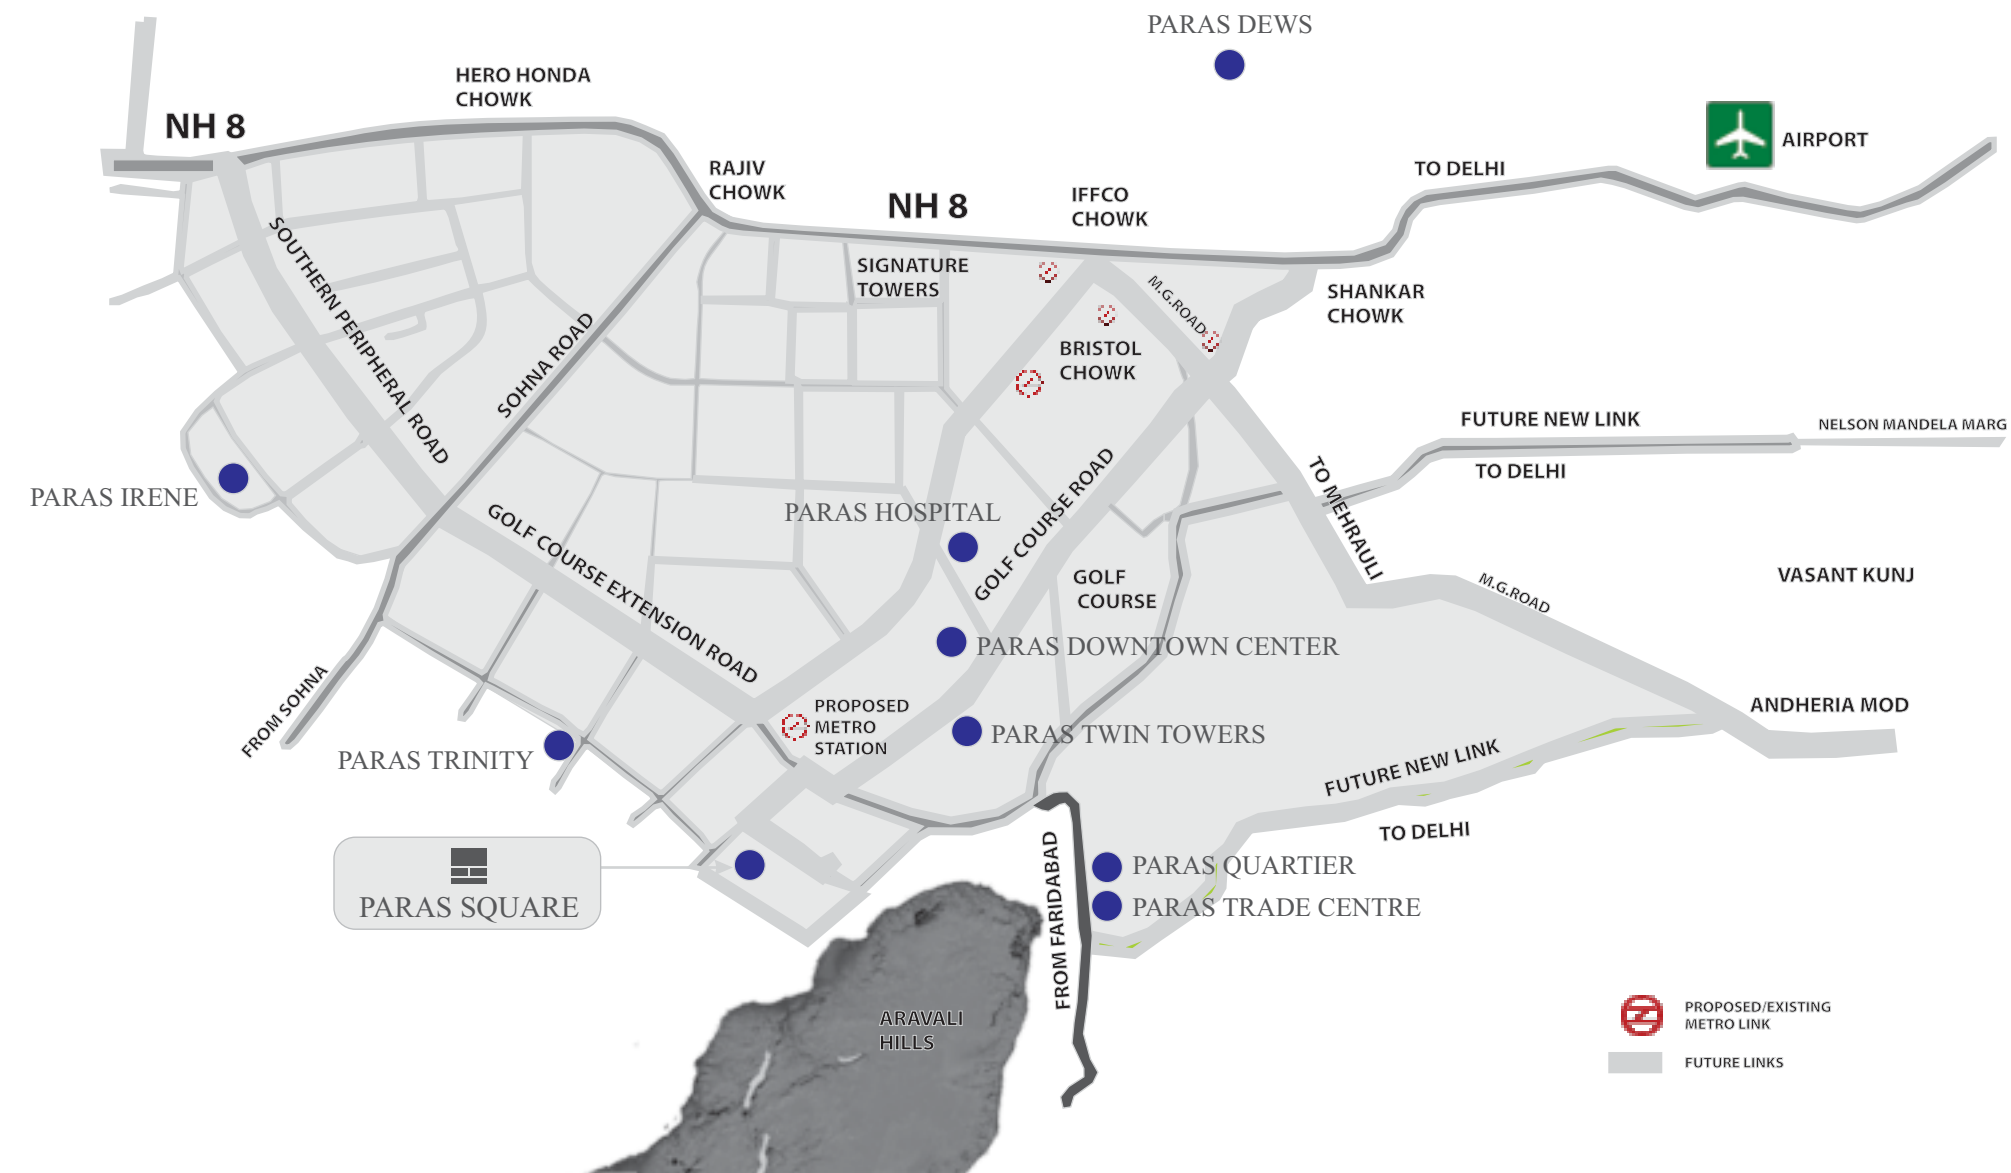 PARAS DEWS
HERO HONDA
CHOWK
NH 8
AIRPORT
RAJIV
CHOWK
TO DELHI
NH 8
IFFCO
CHOWK
SOUTHERN PERIPHERAL ROAD
SIGNATURE
TOWERS
M.G.ROAD
SHANKAR
CHOWK
SOHNA ROAD
BRISTOL
CHOWK
FUTURE NEW LINK
NELSON MANDELA MARG
TO DELHI
TO MEHRAULI
PARAS IRENE
GOLF COURSE EXTENSION ROAD
PARAS HOSPITAL
GOLF COURSE ROAD
GOLF
COURSE
M.G.ROAD
VASANT KUNJ
PARAS DOWNTOWN CENTER
FROM SOHNA
PROPOSED
METRO
STATION
ANDHERIA MOD
PARAS TWIN TOWERS
PARAS TRINITY
FUTURE NEW LINK
TO DELHI
FROM FARIDABAD
PARAS QUARTIER
PARAS SQUARE
PARAS TRADE CENTRE
ARAVALI
HILLS
PROPOSED/EXISTING
METRO LINK
FUTURE LINKS